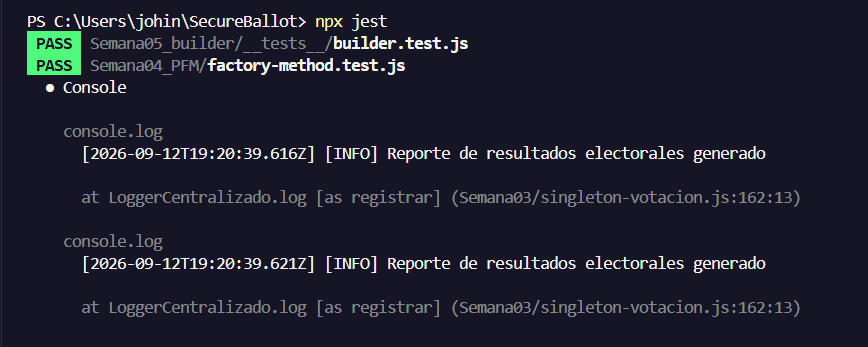 PS C:\Users\johin\SecureBallot> npx jest
PASS Semana05_builder/__tests__/builder.test.js
PASS Semana04_PFM/factory-method.test.js
● Console
console.log
[2026-09-12T19:20:39.616Z] [INFO] Reporte de resultados electorales generado
at LoggerCentralizado.log [as registrar] (Semana03/singleton-votacion.js:162:13)
console.log
[2026-09-12T19:20:39.621Z] [INFO] Reporte de resultados electorales generado
at LoggerCentralizado.log [as registrar] (Semana03/singleton-votacion.js:162:13)